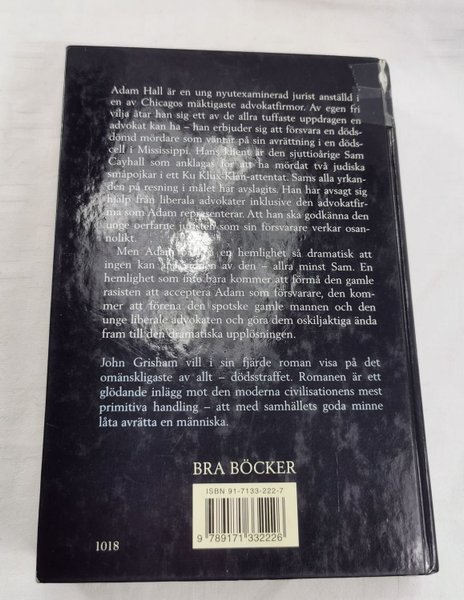 Adam Hall är en ung nyutexaminerad jurist anställd i
en av Chicagos mäktigaste advokatfirmor. Av egen fri
vilja åtar han sig ett av de allra tuffaste uppdragen en
advokat kan ha – han erbjuder sig att försvara en döds-
dömd mördare som väntar på sin avrättning i en döds-
cell i Mississippi. Hans klient är den sjuttioårige Sam
Cayhall som anklagas för att ha mördat två judiska
småpojkar i ett Ku Klux-Klan-attentat. Sams alla yrkan-
den på resning i målet har avslagits. Han har avsagt sig
hjälp från liberala advokater inklusive den advokatfir-
ma som Adam representerar. Att han ska godkänna den
unge oerfarne juristen som sin försvarare verkar osan-
nolikt.
Men Adam en hemlighet så dramatisk att
ingen kan av den – allra minst Sam. En
hemlighet som inte bara kommer att förmå den gamle
rasisten att acceptera Adam som försvarare, den kom-
mer att förena den spotske gamle mannen och den
unge liberale advokaten och göra dem oskiljaktiga ända
fram till den dramatiska upplösningen.
John Grisham vill i sin fjärde roman visa på det
omänskligaste av allt – dödsstraffet. Romanen är ett
glödande inlägg mot den moderna civilisationens mest
primitiva handling – att med samhällets goda minne
låta avrätta en människa.
BRA BÖCKER
ISBN 91-7133-222-7
9 789171 332226
1018